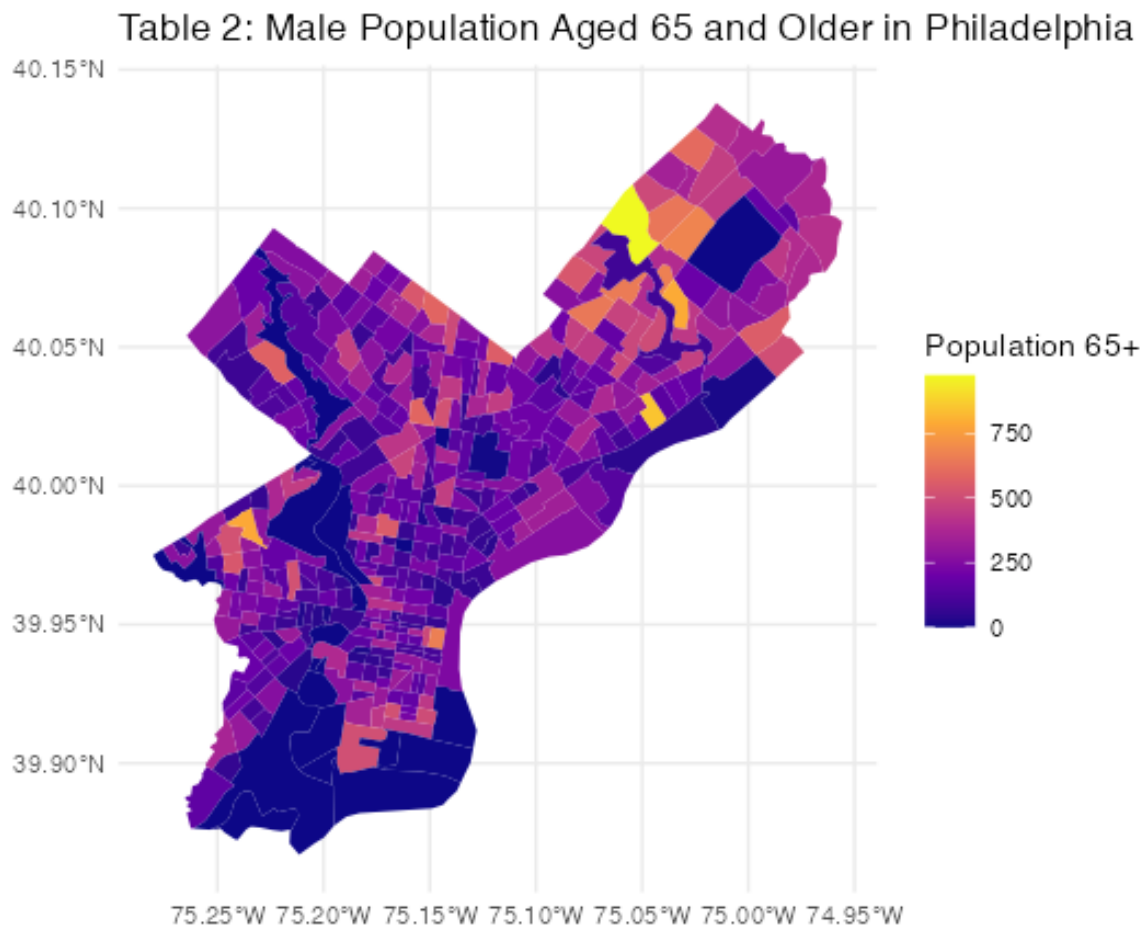 Table 2: Male Population Aged 65 and Older in Philadelphia
40.15°N
40.10°N
40.05°N
40.00°N
39.95°N
39.90°N
75.25°W 75.20°W 75.15°W 75.10°W 75.05°W 75.00°W 74.95°W
Population 65+
750
500
250
0